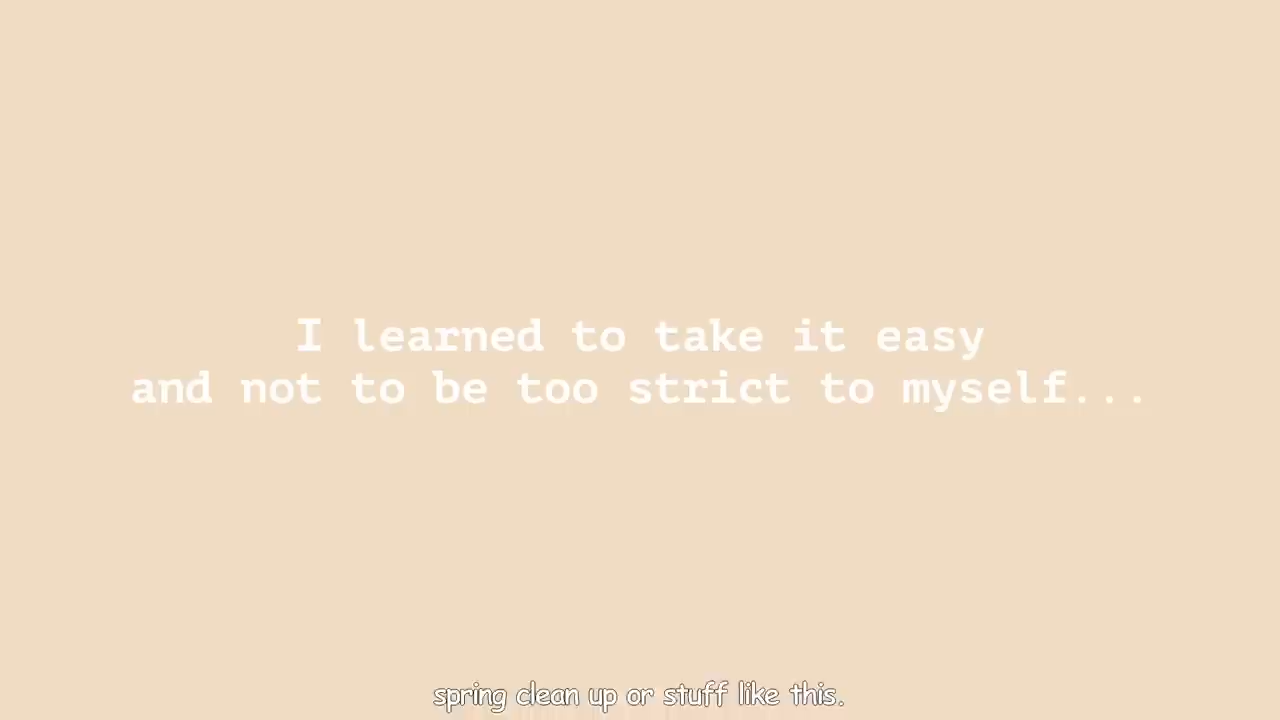 I learned to take it easy
and not to be too strict to myself...
spring clean up or stuff like this.